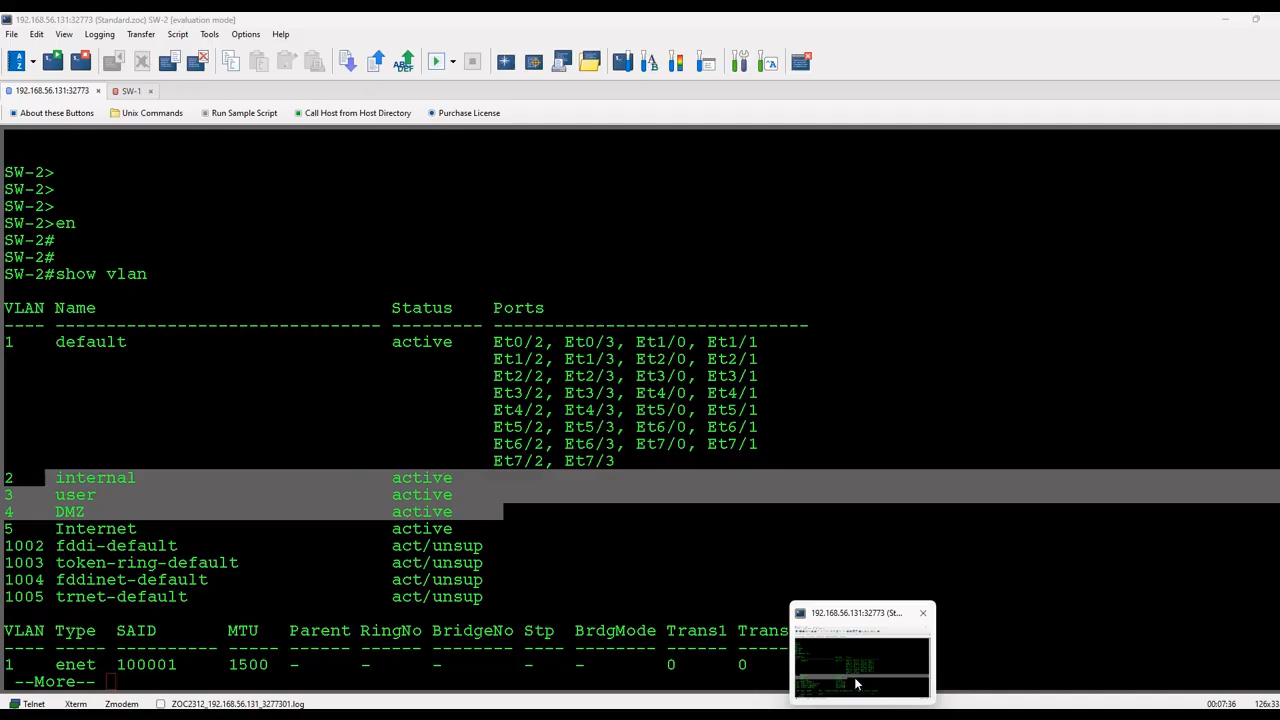 192.168.56.131:32773 (Standard.zoc) SW-2 [evaluation mode]
File Edit View Logging Transfer Script Tools Options Help
192.168.56.131:32773 SW-1
About these Buttons Unix Commands Run Sample Script Call Host from Host Directory Purchase License
SW-2>
SW-2>
SW-2>
SW-2>en
SW-2#
SW-2#
SW-2#show vlan
VLAN Name Status Ports
---- -------------------------------- --------- -------------------------------
1 default active Et0/2, Et0/3, Et1/0, Et1/1
Et1/2, Et1/3, Et2/0, Et2/1
Et2/2, Et2/3, Et3/0, Et3/1
Et3/2, Et3/3, Et4/0, Et4/1
Et4/2, Et4/3, Et5/0, Et5/1
Et5/2, Et5/3, Et6/0, Et6/1
Et6/2, Et6/3, Et7/0, Et7/1
Et7/2, Et7/3
2 internal active
3 user active
4 DMZ active
5 Internet active
1002 fddi-default act/unsup
1003 token-ring-default act/unsup
1004 fddinet-default act/unsup
1005 trnet-default act/unsup
VLAN Type SAID MTU Parent RingNo BridgeNo Stp BrdgMode Trans1 Trans
---- ----- ---------- ----- ------ ------ -------- ---- -------- ------ ------
1 enet 100001 1500 - - - - - 0 0
--More--
192.168.56.131:32773 (St...
Telnet Xterm Zmodem ZOC2312_192.168.56.131_3277301.log 00:07:36 126x33